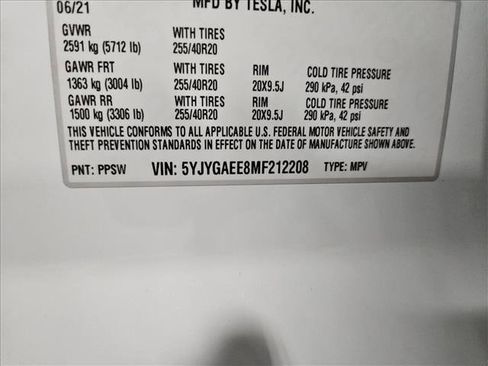 06/21 MFD BY TESLA, INC.
GVWR WITH TIRES
2591 kg (5712 lb) 255/40R20
GAWR FRT WITH TIRES RIM COLD TIRE PRESSURE
1363 kg (3004 lb) 255/40R20 20X9.5J 290 kPa, 42 psi
GAWR RR WITH TIRES RIM COLD TIRE PRESSURE
1500 kg (3306 lb) 255/40R20 20X9.5J 290 kPa, 42 psi
THIS VEHICLE CONFORMS TO ALL APPLICABLE U.S. FEDERAL MOTOR VEHICLE SAFETY AND
THEFT PREVENTION STANDARDS IN EFFECT ON THE DATE OF MANUFACTURE SHOWN ABOVE.
PNT: PPSW VIN: 5YJYGAEE8MF212208 TYPE: MPV